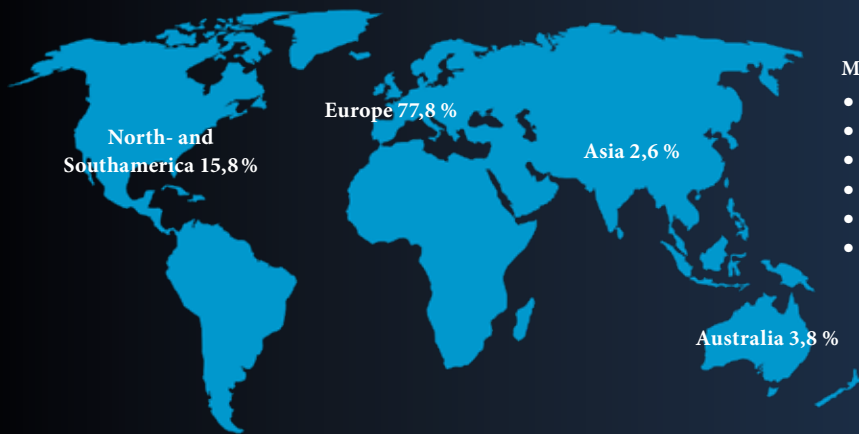 M
Europe 77,8 %
North- and
Southamerica 15,8 %
Asia 2,6 %
Australia 3,8 %